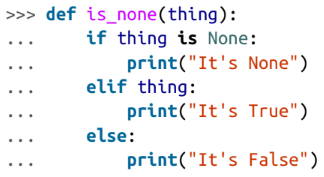 >>> def is_none(thing):
...     if thing is None:
...         print("It's None")
...     elif thing:
...         print("It's True")
...     else:
...         print("It's False")